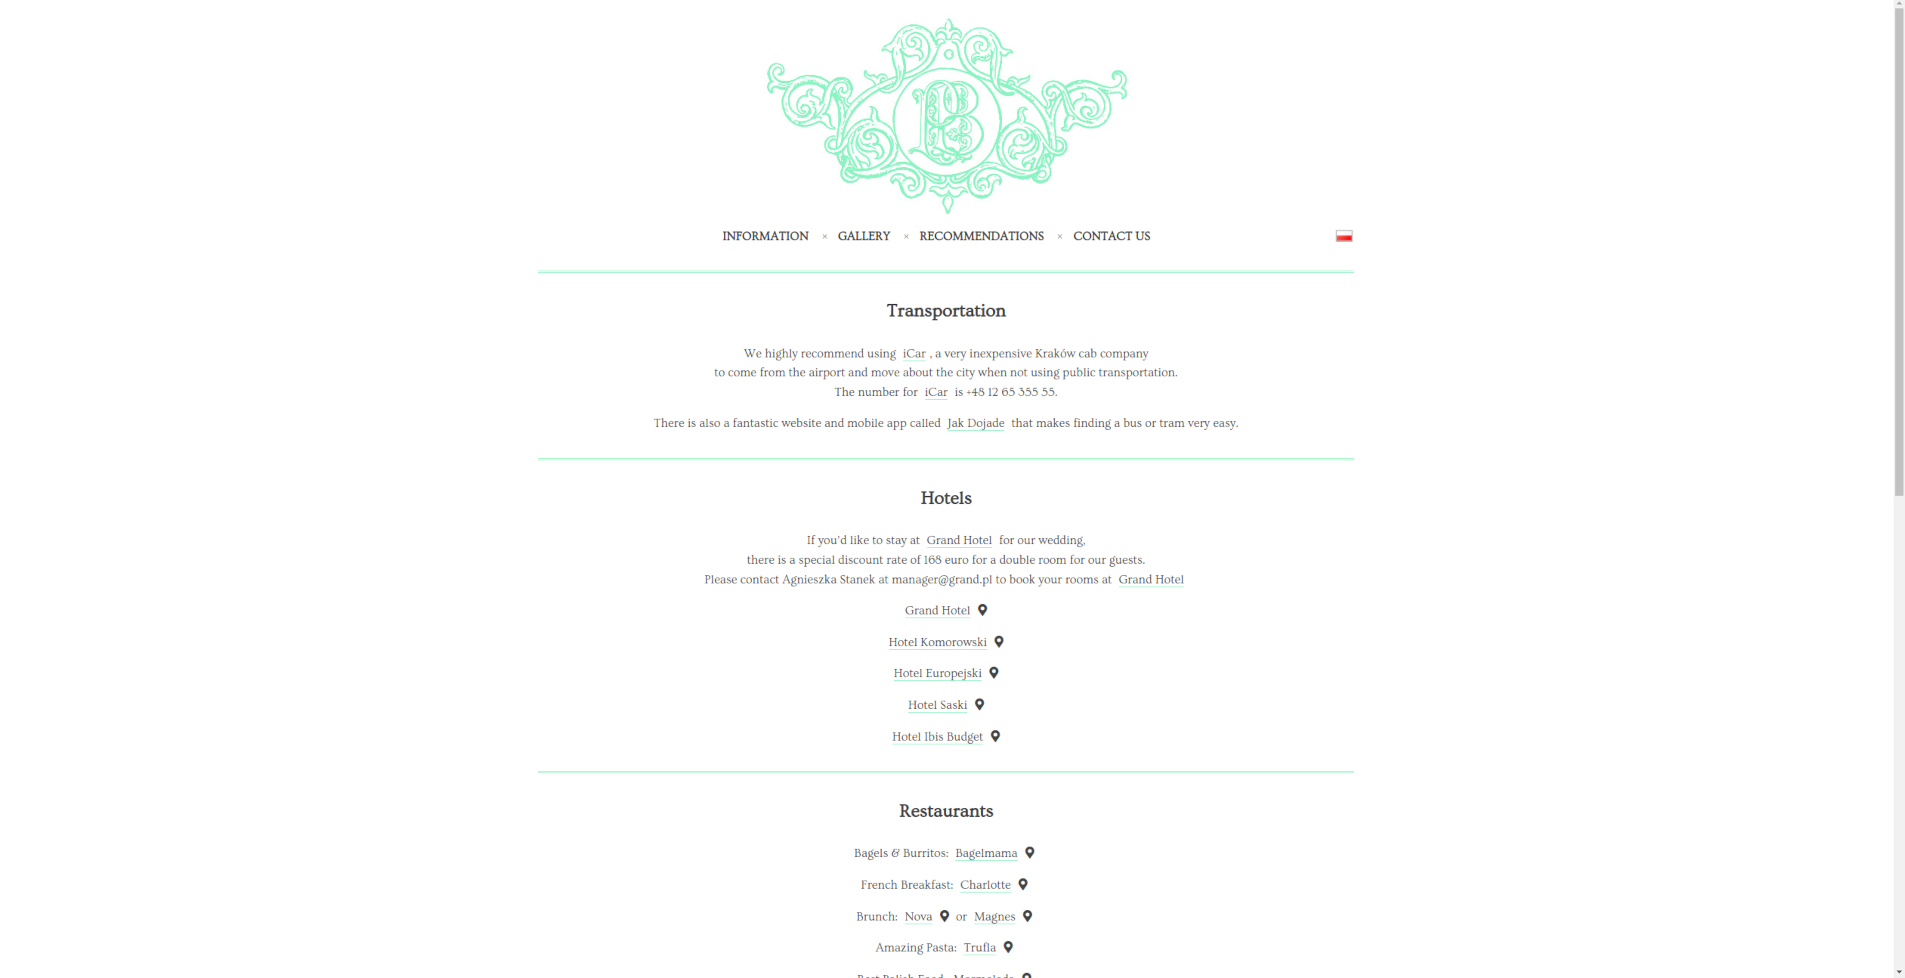 INFORMATION × GALLERY × RECOMMENDATIONS × CONTACT US
Transportation
We highly recommend using iCar , a very inexpensive Kraków cab company
to come from the airport and move about the city when not using public transportation.
The number for iCar is +48 12 65 355 55.
There is also a fantastic website and mobile app called Jak Dojade that makes finding a bus or tram very easy.
Hotels
If you'd like to stay at Grand Hotel for our wedding,
there is a special discount rate of 168 euro for a double room for our guests.
Please contact Agnieszka Stanek at manager@grand.pl to book your rooms at Grand Hotel
Grand Hotel
Hotel Komorowski
Hotel Europejski
Hotel Saski
Hotel Ibis Budget
Restaurants
Bagels & Burritos: Bagelmama
French Breakfast: Charlotte
Brunch: Nova or Magnes
Amazing Pasta: Trufla